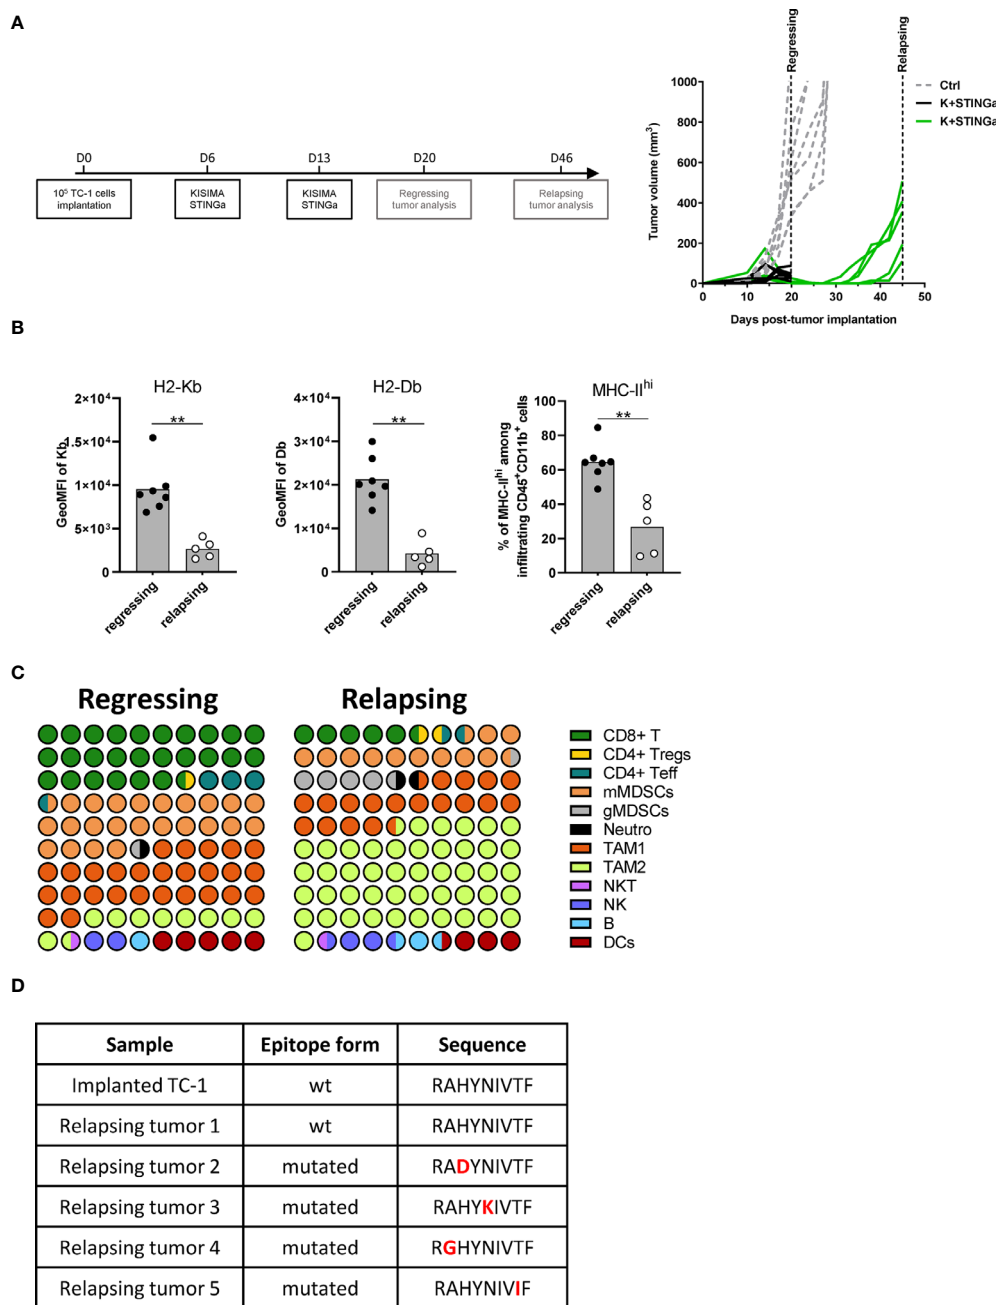 A
D0
D6
D13
D20
D46
10⁵ TC-1 cells
implantation
KISIMA
STINGa
KISIMA
STINGa
Regressing
tumor analysis
Relapsing
tumor analysis
Regressing
Relapsing
Tumor volume (mm³)
1000
800
600
400
200
0
0
10
20
30
40
50
Days post-tumor implantation
Ctrl
K+STINGa
K+STINGa
B
H2-Kb
GeoMFI of Kb
2×10⁴
1.5×10⁴
1×10⁴
5×10³
0
**
regressing
relapsing
H2-Db
GeoMFI of Db
4×10⁴
3×10⁴
2×10⁴
1×10⁴
0
**
regressing
relapsing
MHC-IIʰⁱ
% of MHC-IIʰⁱ among
infiltrating CD45⁺CD11b⁺ cells
100
80
60
40
20
0
**
regressing
relapsing
C
Regressing
Relapsing
CD8+ T
CD4+ Tregs
CD4+ Teff
mMDSCs
gMDSCs
Neutro
TAM1
TAM2
NKT
NK
B
DCs
D
Sample Epitope form Sequence
Implanted TC-1 wt RAHYNIVTF
Relapsing tumor 1 wt RAHYNIVTF
Relapsing tumor 2 mutated RADYNIVTF
Relapsing tumor 3 mutated RAHYKIVTF
Relapsing tumor 4 mutated RGHYNIVTF
Relapsing tumor 5 mutated RAHYNIVIF